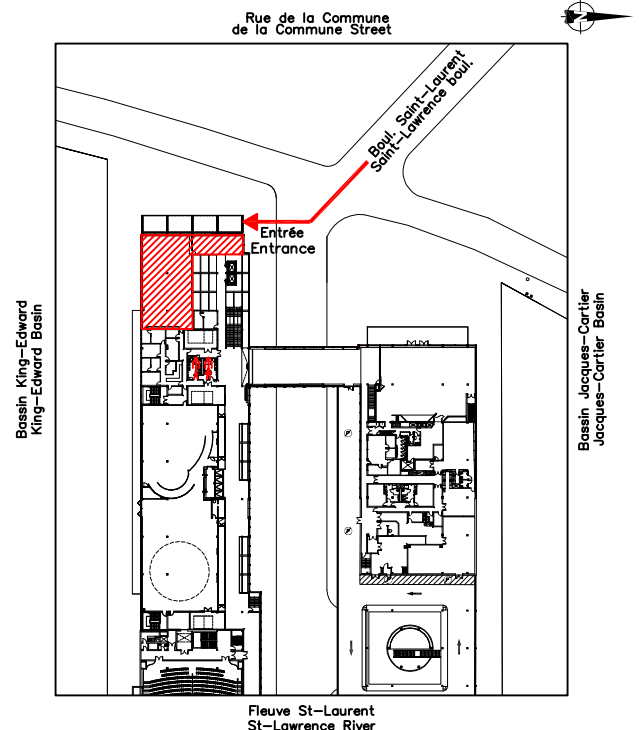 Rue de la Commune
de la Commune Street
N
Boul. Saint-Laurent
Saint-Lawrence boul.
Entrée
Entrance
Bassin King-Edward
King-Edward Basin
Bassin Jacques-Cartier
Jacques-Cartier Basin
Fleuve St-Laurent
St-Lawrence River